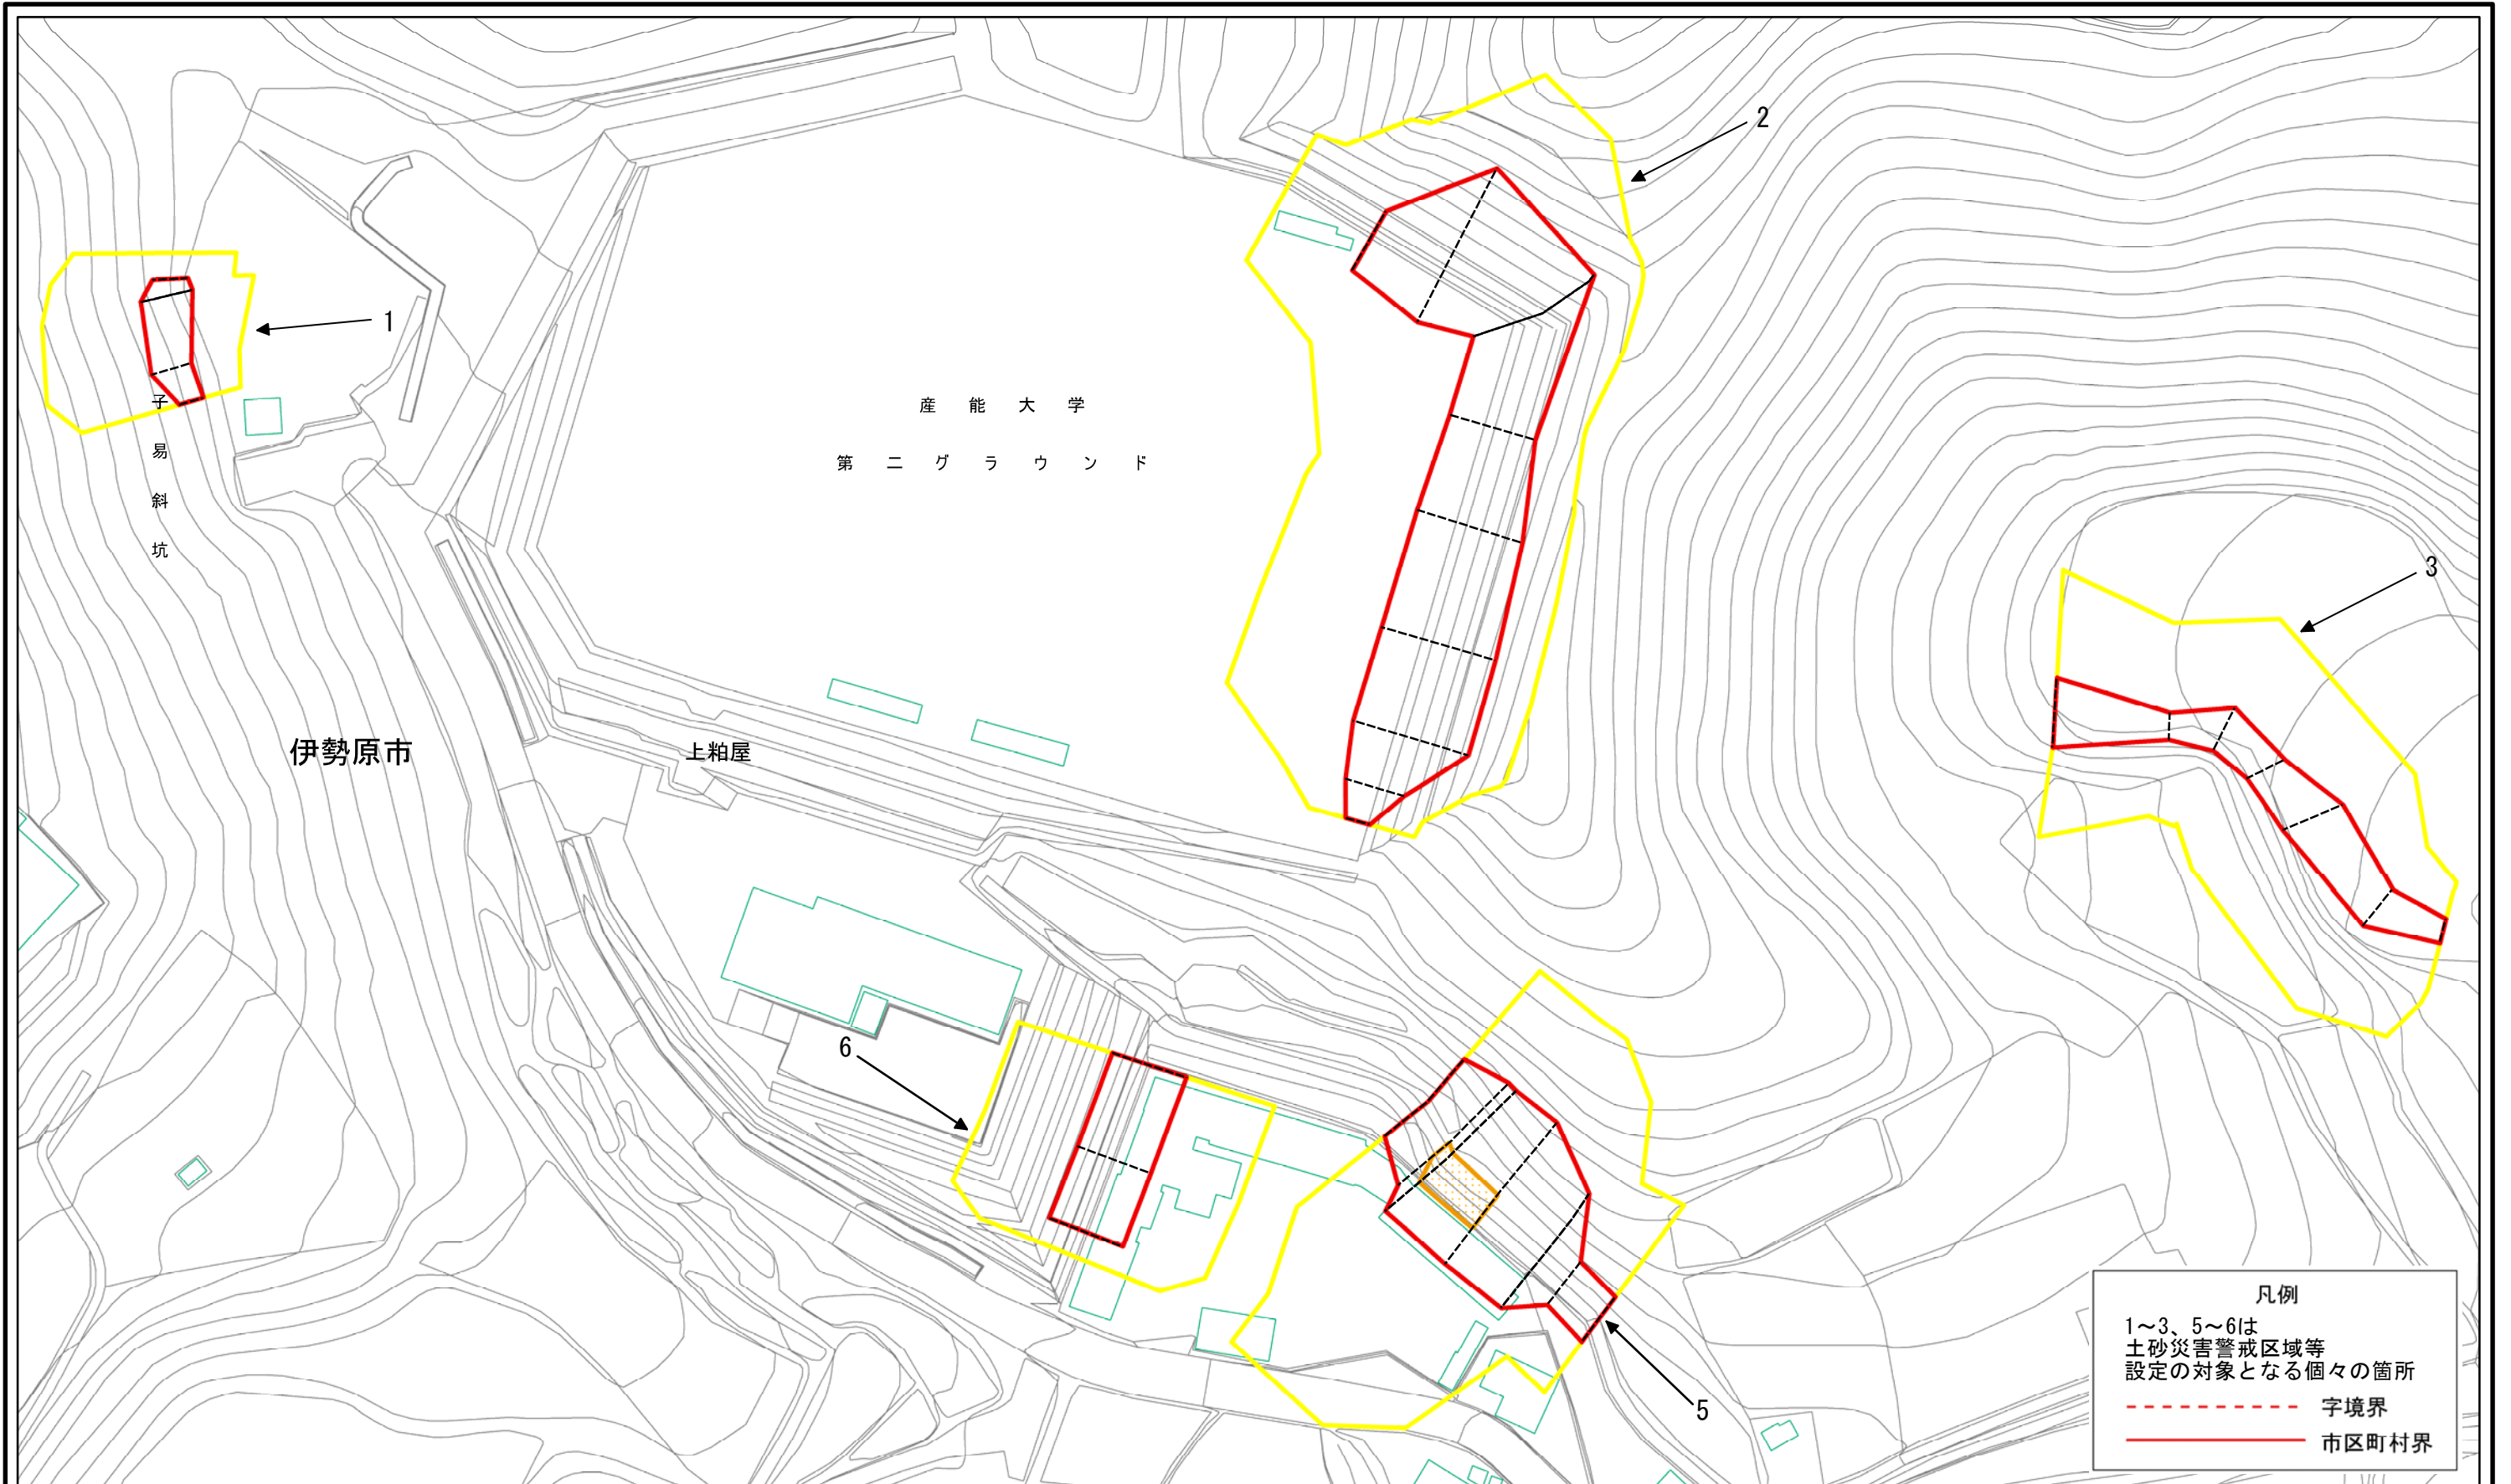 2
1
産能大学
第二グラウンド
子易斜坑
3
伊勢原市
上粕屋
6
5
凡例
1～3、5～6は
土砂災害警戒区域等
設定の対象となる個々の箇所
字境界
市区町村界